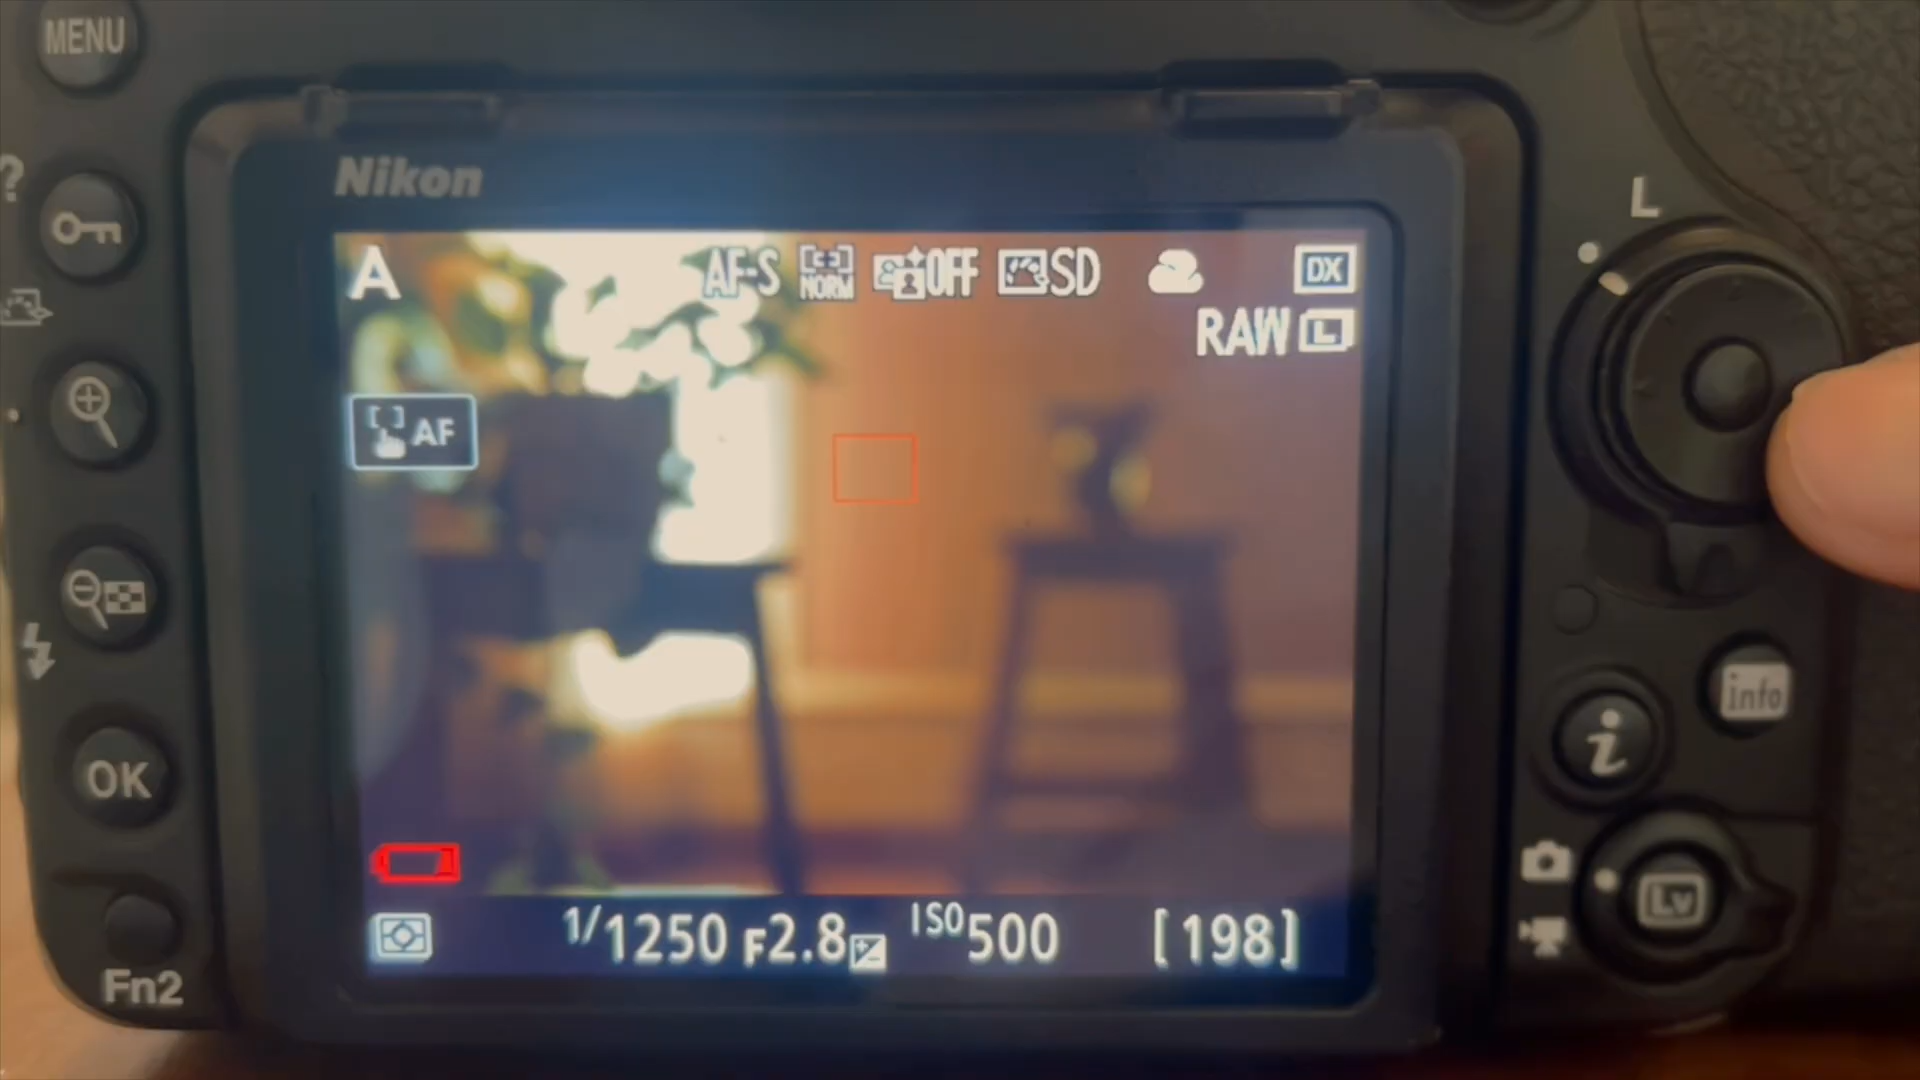 MENU
?
L
Nikon
A AF-S NORM OFF SD DX
RAW L
AF
OK
info
i
1/1250 F2.8 ISO500 [198]
Lv
Fn2